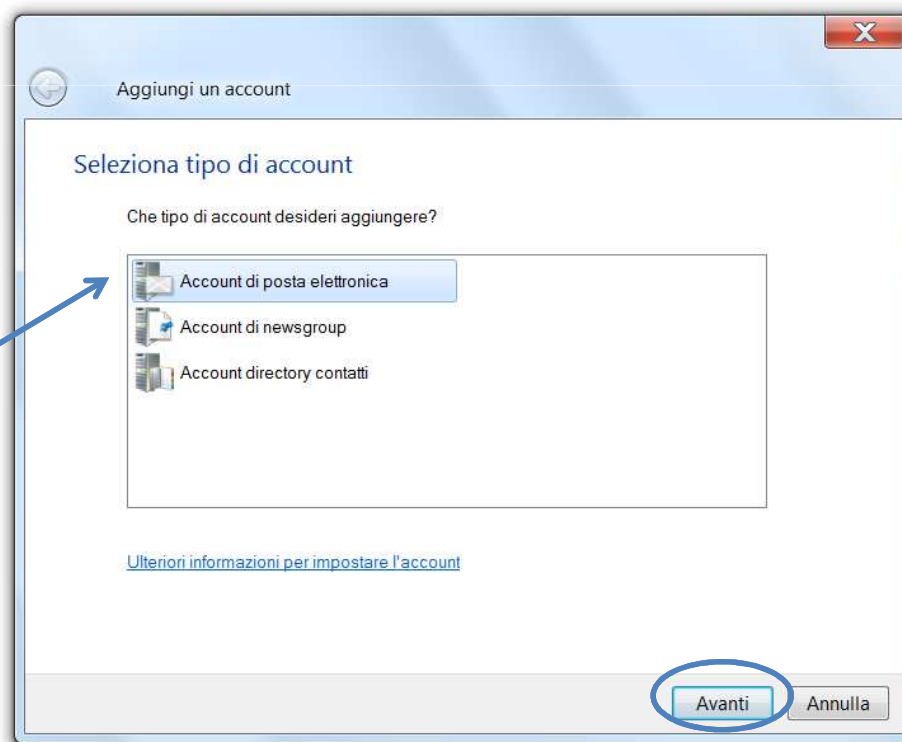 Aggiungi un account
Seleziona tipo di account
Che tipo di account desideri aggiungere?
Account di posta elettronica
Account di newsgroup
Account directory contatti
Ulteriori informazioni per impostare l'account
Avanti Annulla